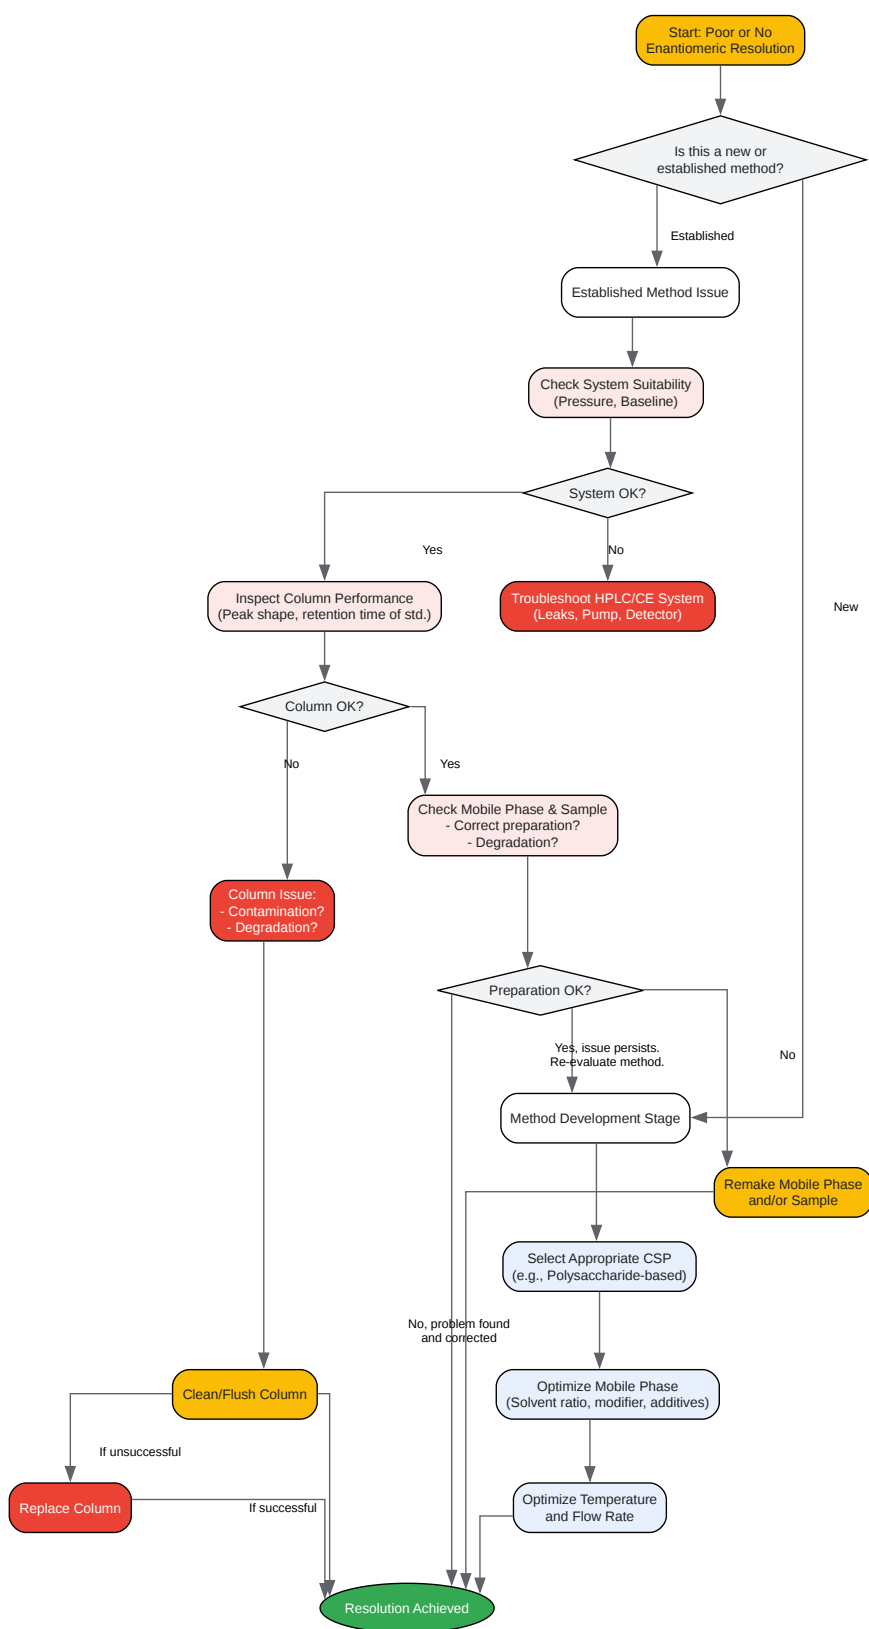 Start: Poor or No
Enantiomeric Resolution
Is this a new or
established method?
Established
Established Method Issue
Check System Suitability
(Pressure, Baseline)
System OK?
Yes
No
Inspect Column Performance
(Peak shape, retention time of std.)
Troubleshoot HPLC/CE System
(Leaks, Pump, Detector)
New
Column OK?
No
Yes
Check Mobile Phase & Sample
- Correct preparation?
- Degradation?
Column Issue:
- Contamination?
- Degradation?
Preparation OK?
Yes, issue persists.
Re-evaluate method.
No
Method Development Stage
Remake Mobile Phase
and/or Sample
Select Appropriate CSP
(e.g., Polysaccharide-based)
No, problem found
and corrected
Clean/Flush Column
Optimize Mobile Phase
(Solvent ratio, modifier, additives)
If unsuccessful
Replace Column
If successful
Optimize Temperature
and Flow Rate
Resolution Achieved